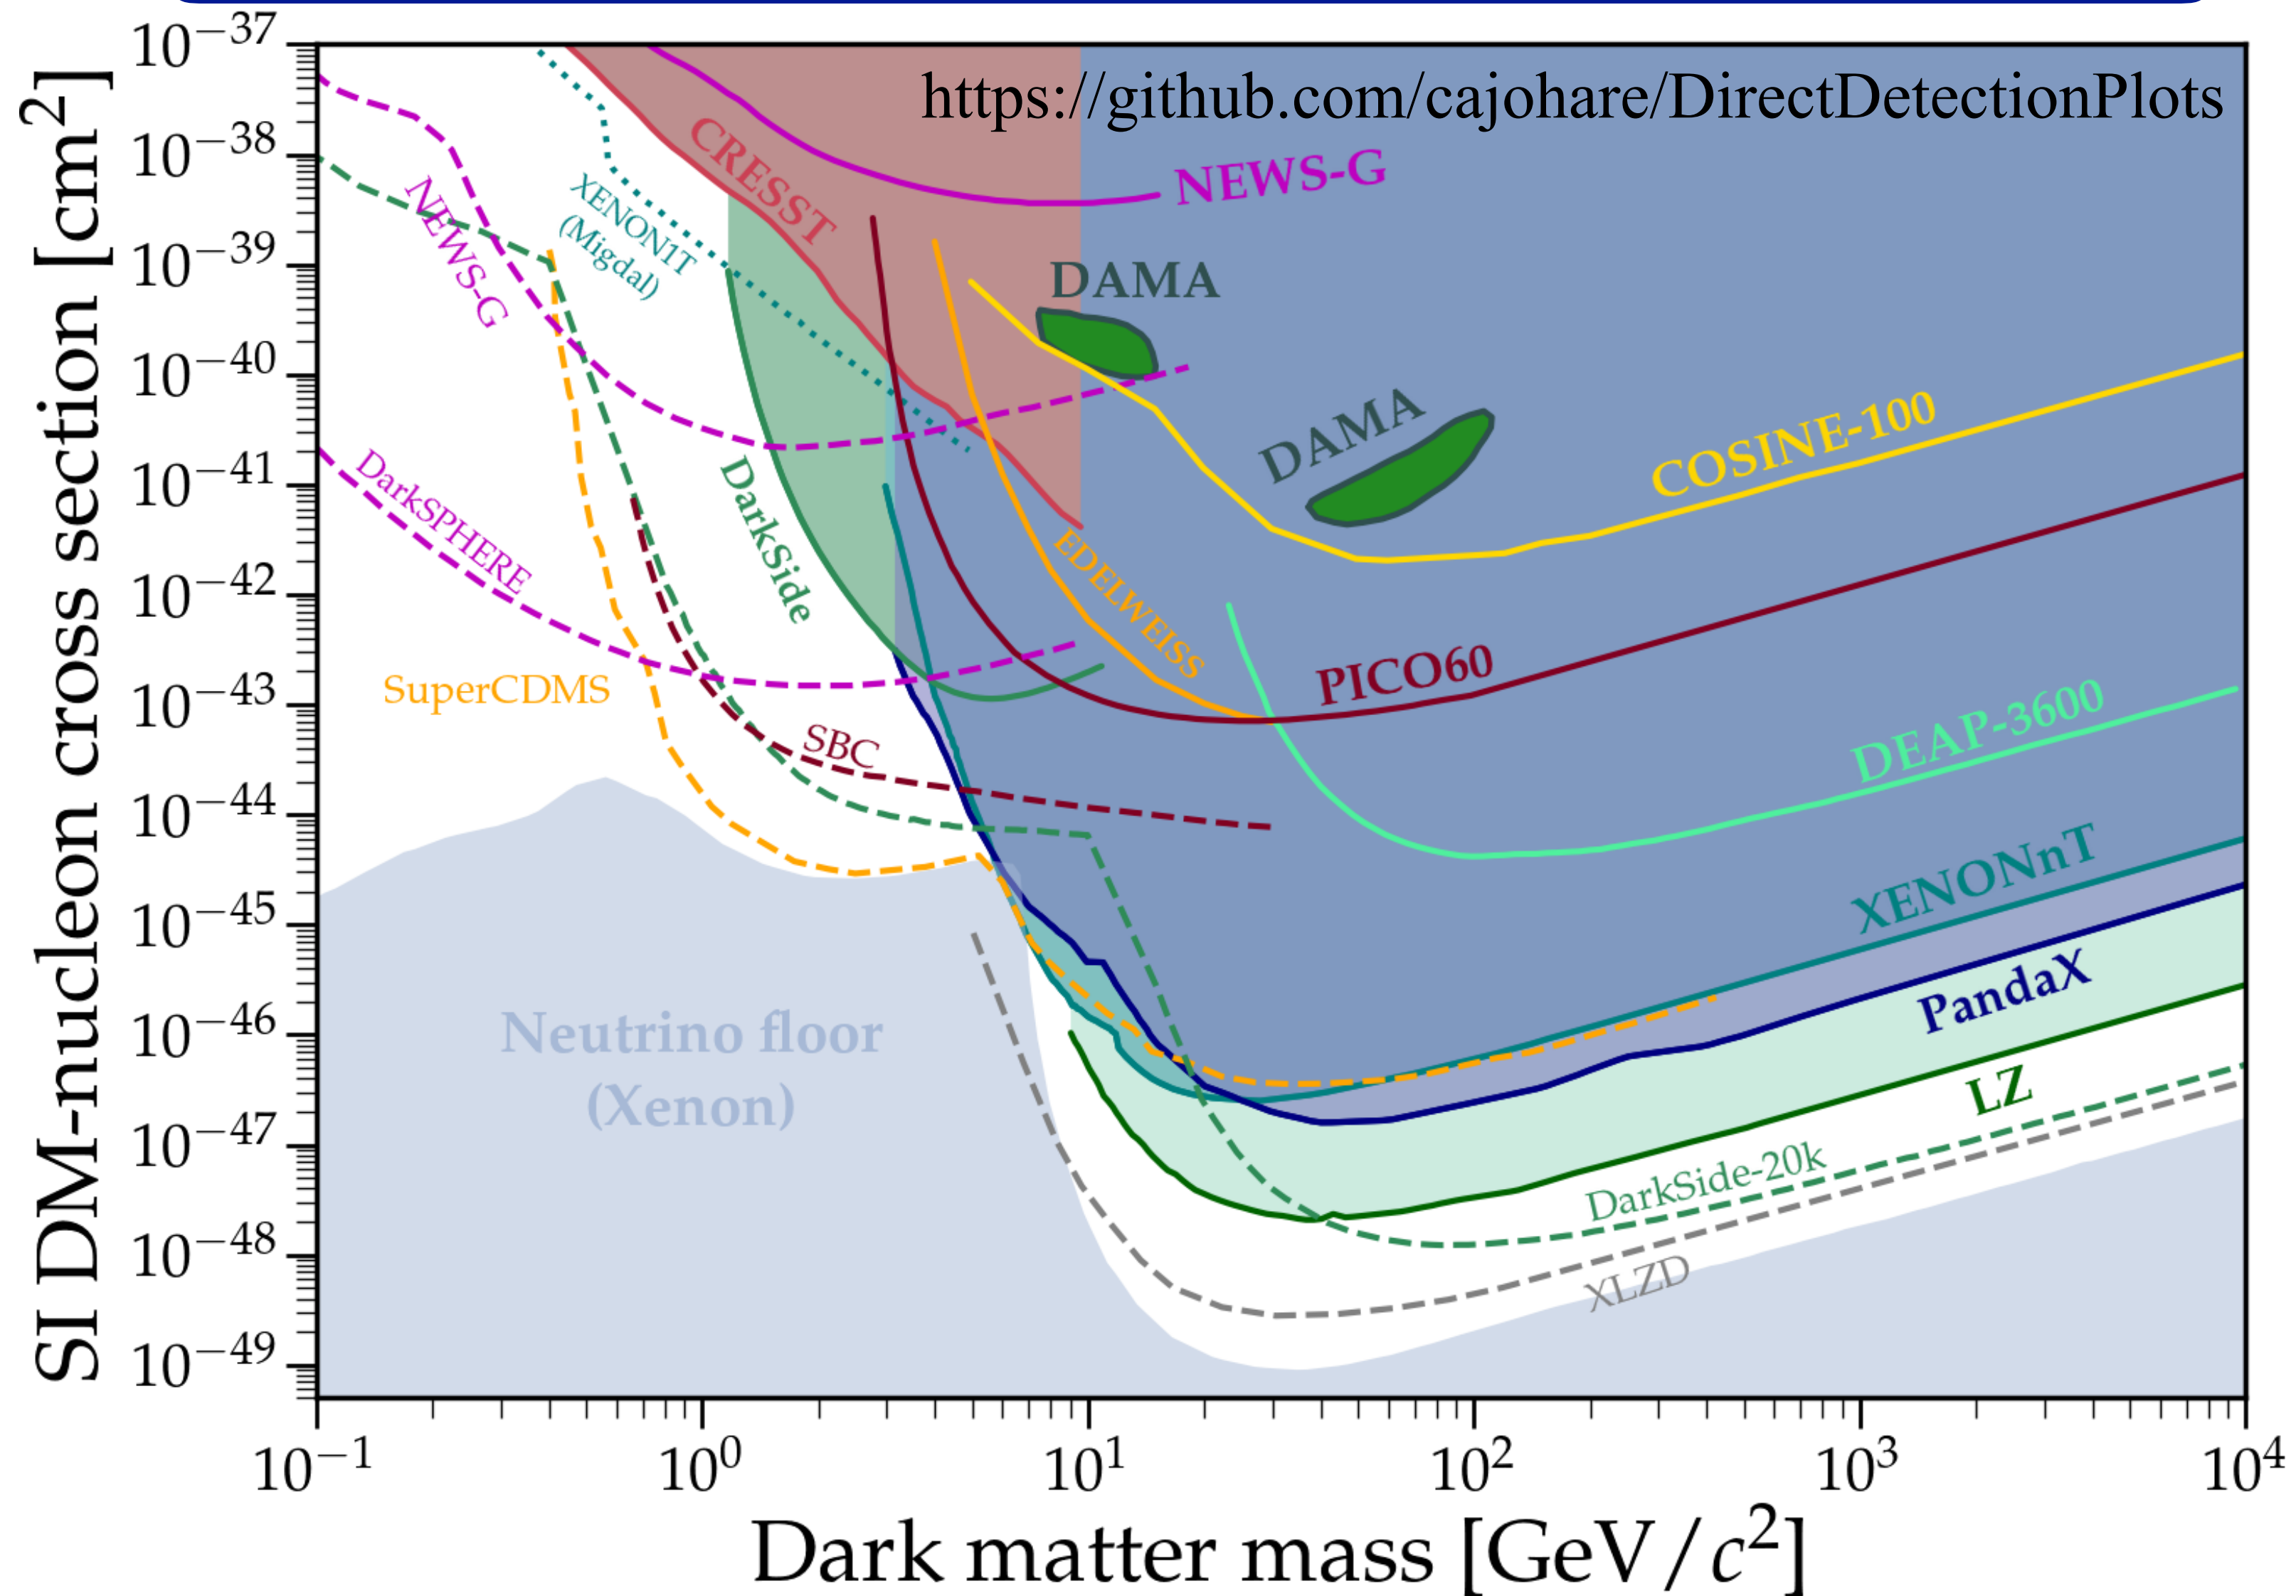 SI DM-nucleon cross section [cm²]
10⁻³⁷
10⁻³⁸
10⁻³⁹
10⁻⁴⁰
10⁻⁴¹
10⁻⁴²
10⁻⁴³
10⁻⁴⁴
10⁻⁴⁵
10⁻⁴⁶
10⁻⁴⁷
10⁻⁴⁸
10⁻⁴⁹
https://github.com/cajohare/DirectDetectionPlots
CRESST
NEWS-G
NEWS-G
XENON1T
(Migdal)
DAMA
DAMA
COSINE-100
DarkSPHERE
DarkSide
EDELWEISS
SuperCDMS
SBC
PICO60
DEAP-3600
XENONnT
PandaX
Neutrino floor
(Xenon)
LZ
DarkSide-20k
XLZD
10⁻¹
10⁰
10¹
10²
10³
10⁴
Dark matter mass [GeV/c²]